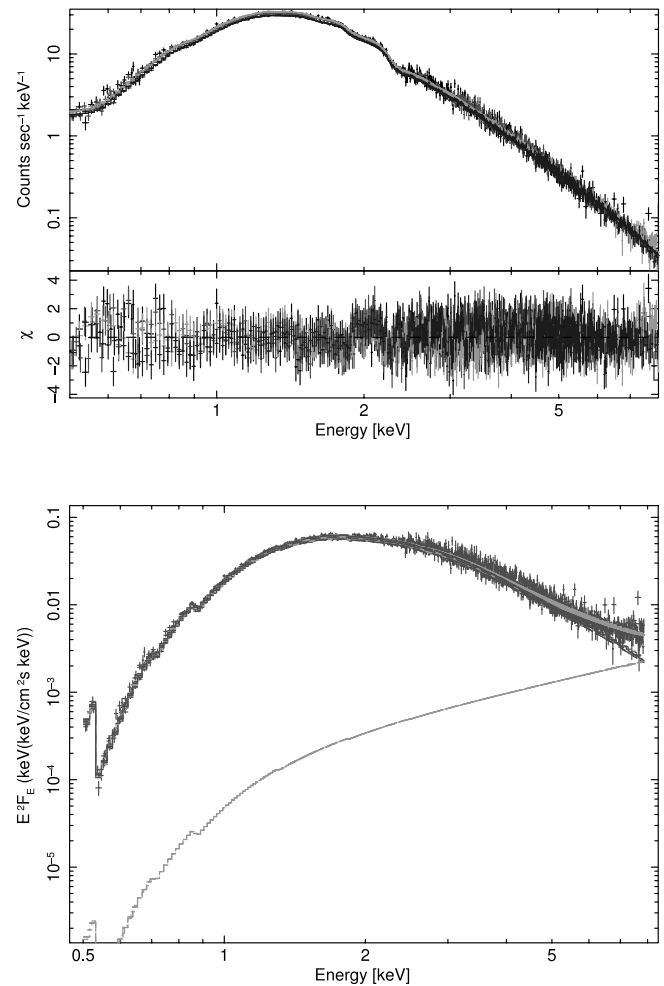 10
1
0.1
Counts sec⁻¹ keV⁻¹
4
2
0
−2
−4
χ
1 2 5
Energy [keV]
0.1
0.01
10⁻³
10⁻⁴
10⁻⁵
E²F_E (keV(keV/cm²s keV))
0.5 1 2 5
Energy [keV]